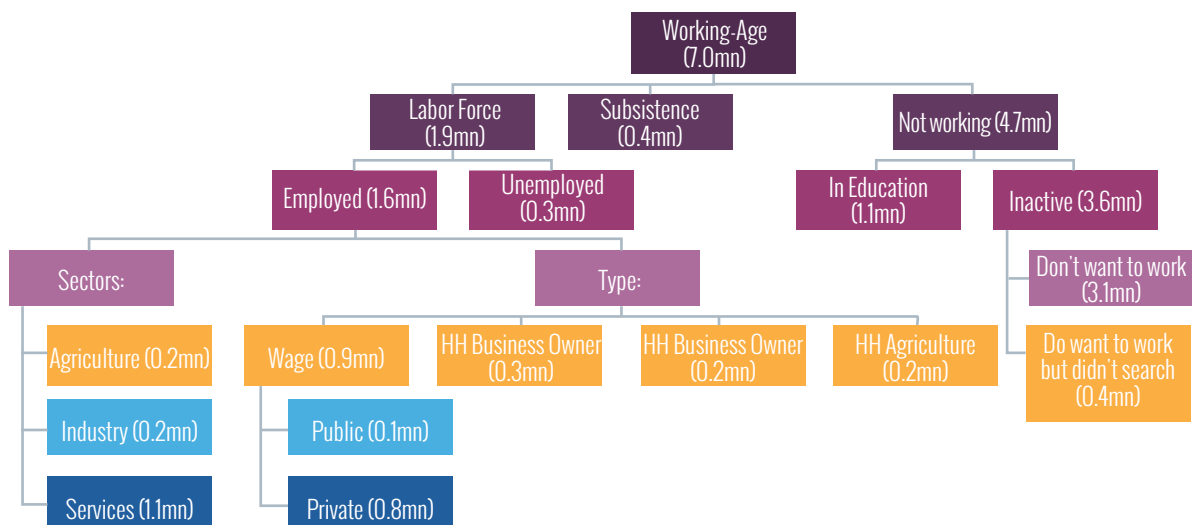 Working-Age
(7.0mn)
Labor Force
(1.9mn)
Subsistence
(0.4mn)
Not working (4.7mn)
Employed (1.6mn)
Unemployed
(0.3mn)
In Education
(1.1mn)
Inactive (3.6mn)
Sectors:
Type:
Don't want to work
(3.1mn)
Agriculture (0.2mn)
Wage (0.9mn)
HH Business Owner
(0.3mn)
HH Business Owner
(0.2mn)
HH Agriculture
(0.2mn)
Do want to work
but didn't search
(0.4mn)
Industry (0.2mn)
Public (0.1mn)
Services (1.1mn)
Private (0.8mn)